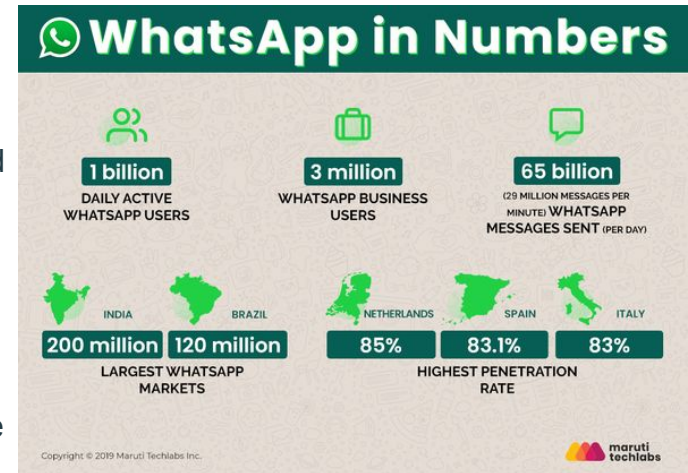 WhatsApp in Numbers
1 billion
DAILY ACTIVE
WHATSAPP USERS
3 million
WHATSAPP BUSINESS
USERS
65 billion
(29 MILLION MESSAGES PER
MINUTE) WHATSAPP
MESSAGES SENT (PER DAY)
INDIA
200 million
BRAZIL
120 million
LARGEST WHATSAPP
MARKETS
NETHERLANDS
85%
SPAIN
83.1%
ITALY
83%
HIGHEST PENETRATION
RATE
Copyright © 2019 Maruti Techlabs Inc.
maruti
techlabs